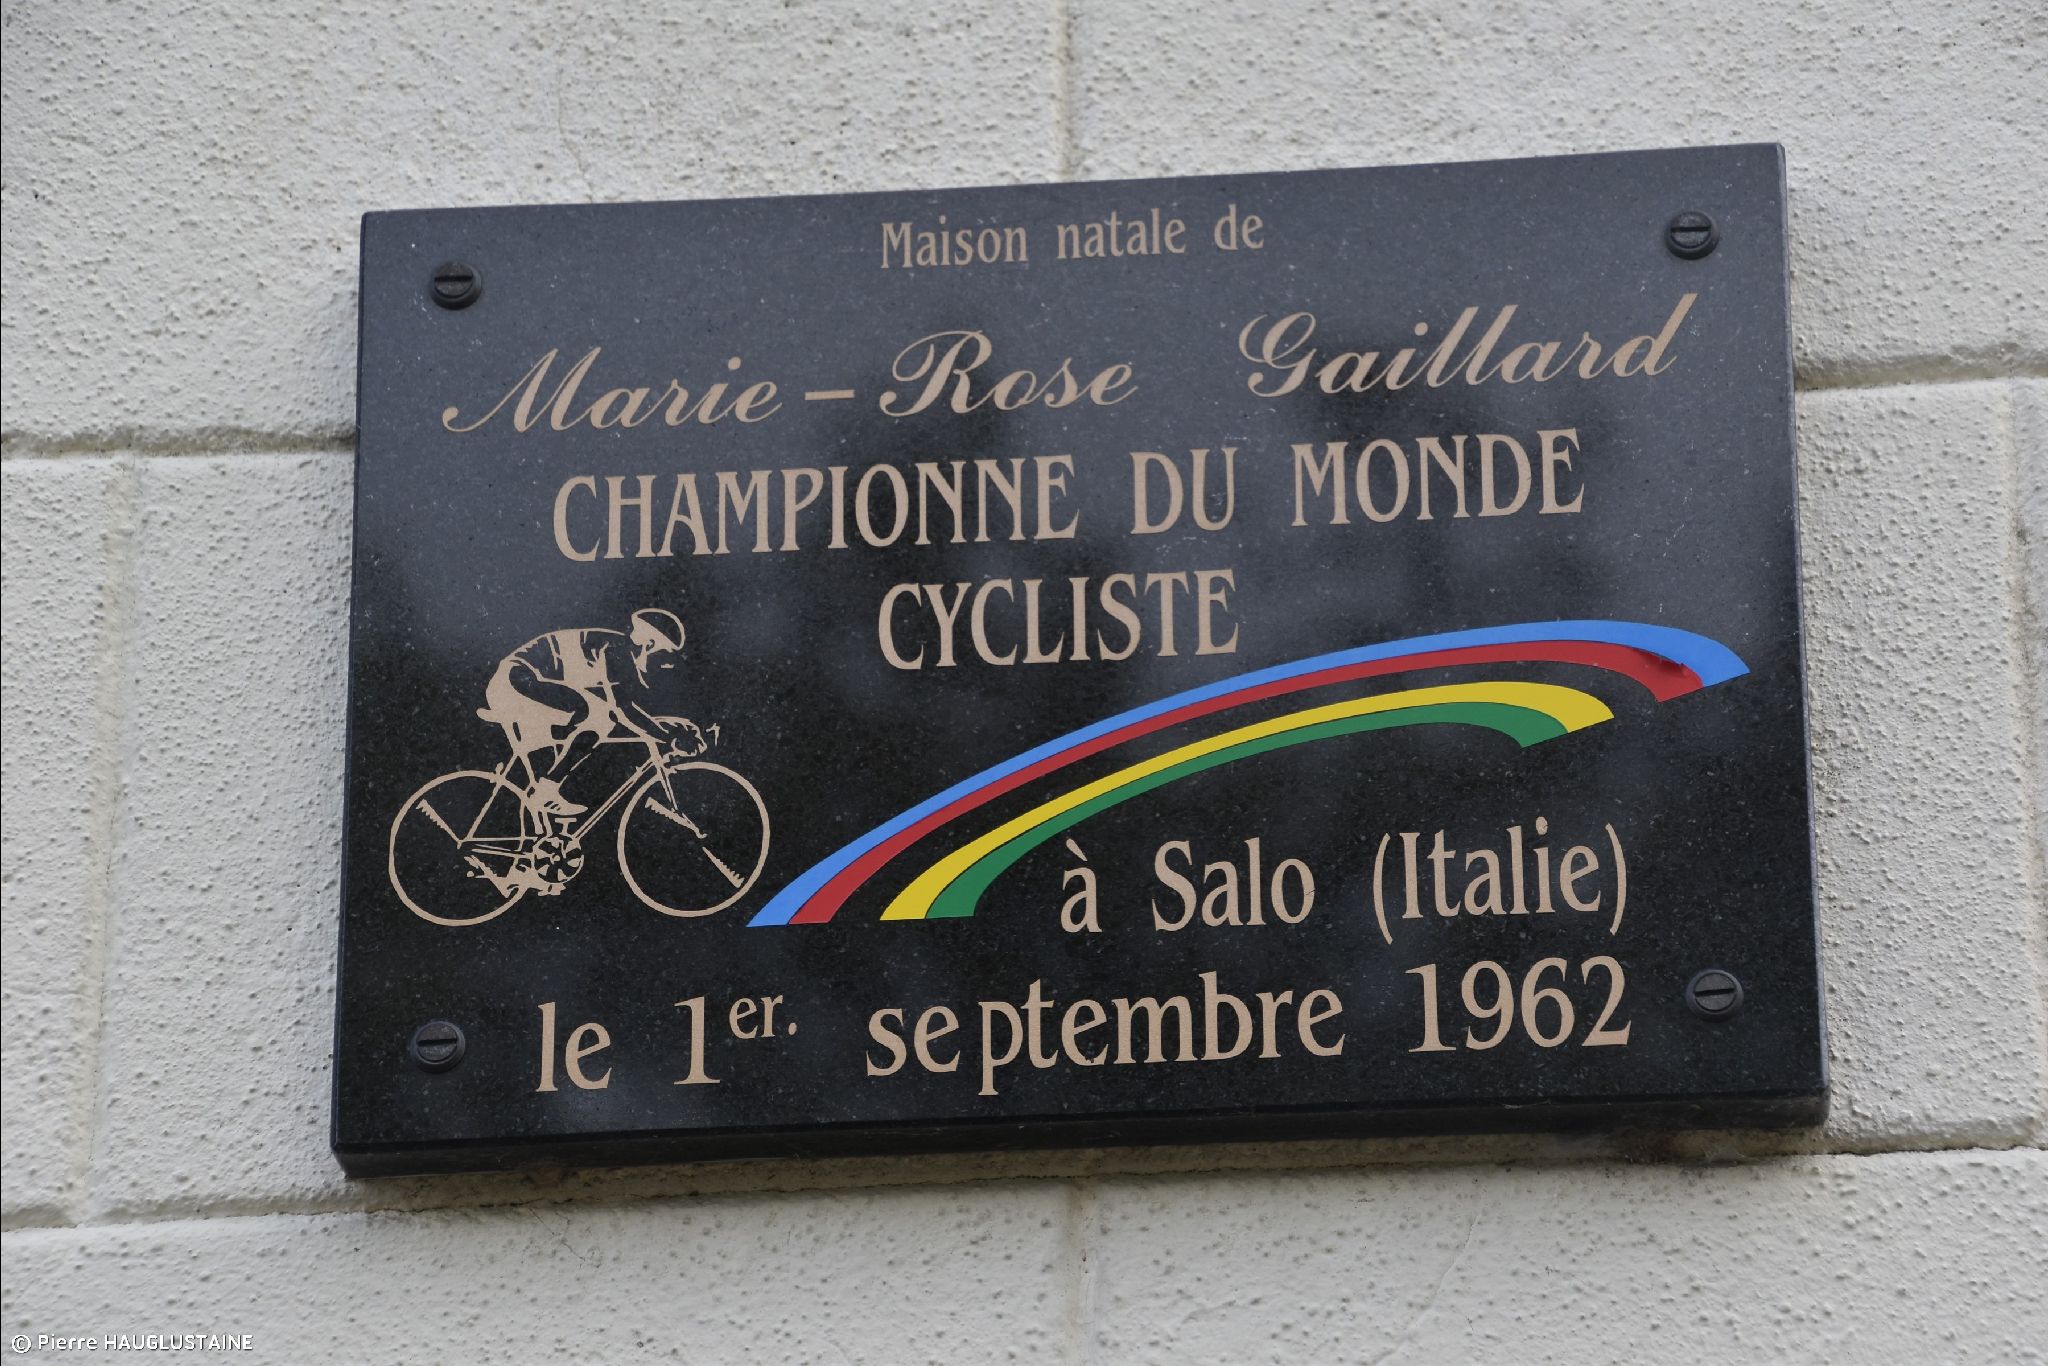 Maison natale de
Marie - Rose Gaillard
CHAMPIONNE DU MONDE
CYCLISTE
à Salo (Italie)
le 1er. septembre 1962
© Pierre HAUGLUSTAINE